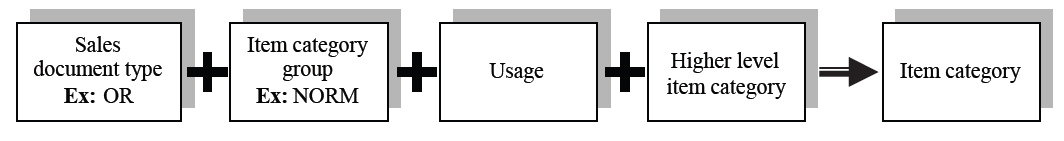 Sales
document type
Ex: OR
Item category
group
Ex: NORM
Usage
Higher level
item category
Item category